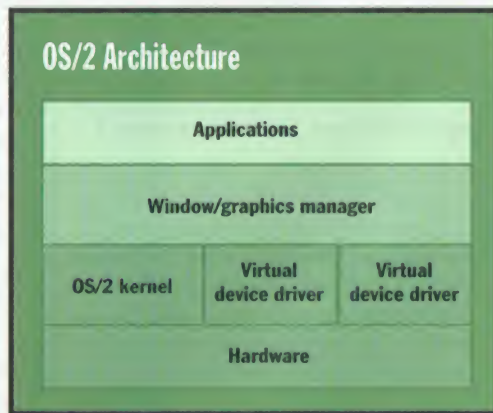 OS/2 Architecture
Applications
Window/graphics manager
OS/2 kernel
Virtual
device driver
Virtual
device driver
Hardware